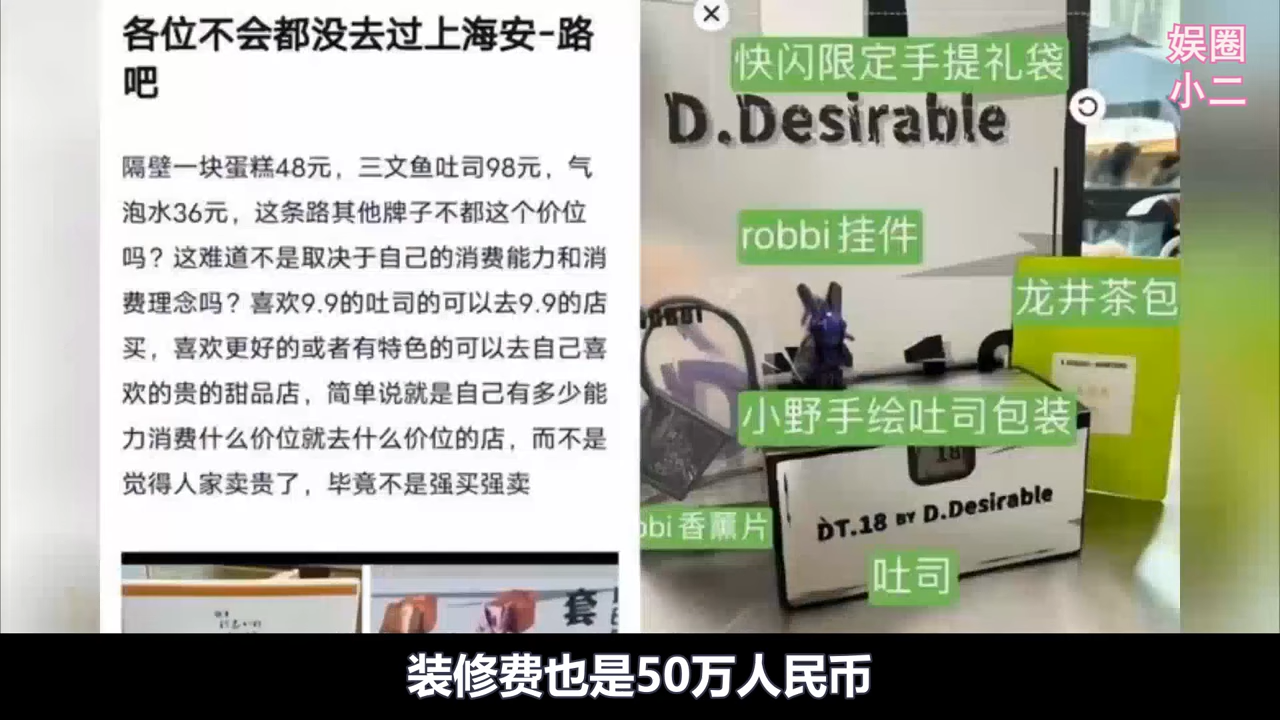 各位不会都没去过上海安-路
吧
隔壁一块蛋糕48元，三文鱼吐司98元，气
泡水36元，这条路其他牌子不都这个价位
吗？这难道不是取决于自己的消费能力和消
费理念吗？喜欢9.9的吐司的可以去9.9的店
买，喜欢更好的或者有特色的可以去自己喜
欢的贵的甜品店，简单说就是自己有多少能
力消费什么价位就去什么价位的店，而不是
觉得人家卖贵了，毕竟不是强买强卖
套
快闪限定手提礼袋
D.Desirable
robbi挂件
龙井茶包
小野手绘吐司包装
18
DT.18 BY D.Desirable
bbi香薰片
吐司
娱圈
小二
装修费也是50万人民币